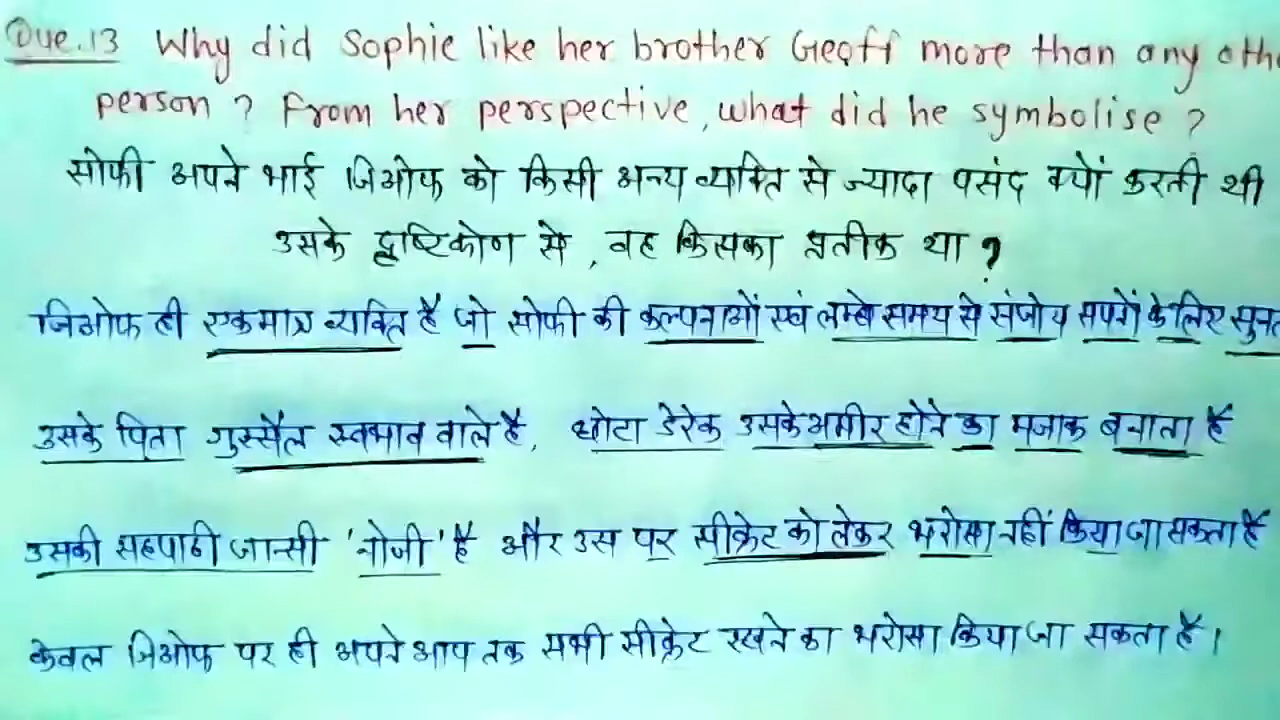 Que.13 Why did Sophie like her brother Geoff more than any othe
person ? From her perspective, what did he symbolise ?
सोफी अपने भाई जिओफ को किसी अन्य व्यक्ति से ज्यादा पसंद क्यों करती थी
उसके दृष्टिकोण से , वह किसका प्रतीक था ?
जिओफ ही एकमात्र व्यक्ति है जो सोफी की कल्पनाओं एवं लम्बे समय से संजोय सपनों के लिए सुनत
उसके पिता गुस्सैल स्वभाव वाले है, छोटा डेरेक उसके अमीर होने का मजाक बनाता है
उसकी सहपाठी जान्सी 'नोजी' है और उस पर सीक्रेट को लेकर भरोसा नहीं किया जा सकता है
केवल जिओफ पर ही अपने आप तक सभी सीक्रेट रखने का भरोसा किया जा सकता है।